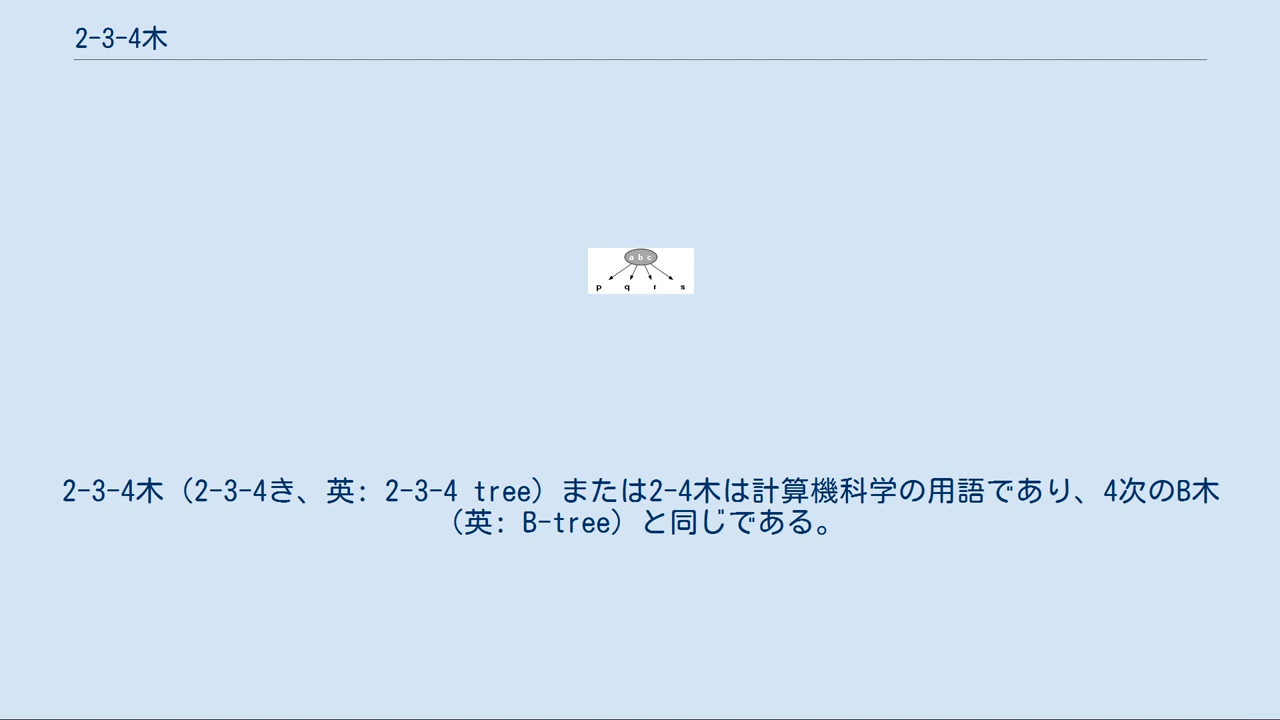 2-3-4木
a b c
p q r s
2-3-4木（2-3-4き、英: 2-3-4 tree）または2-4木は計算機科学の用語であり、4次のB木
（英: B-tree）と同じである。